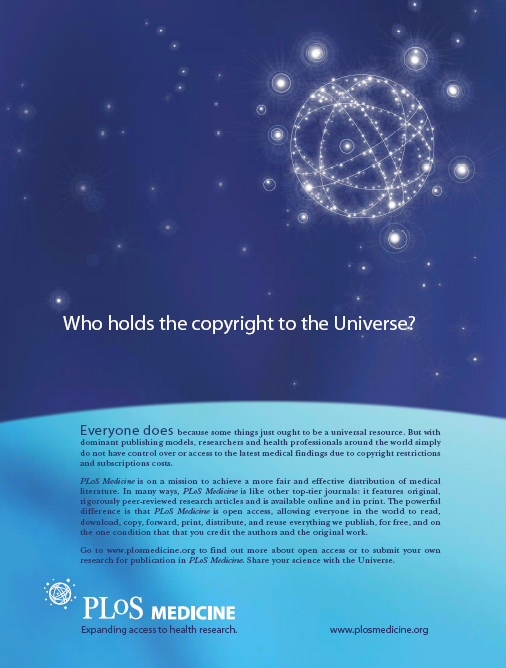 Who holds the copyright to the Universe?
Everyone does because some things just ought to be a universal resource. But with
dominant publishing models, researchers and health professionals around the world simply
do not have control over or access to the latest medical findings due to copyright restrictions
and subscriptions costs.
PLoS Medicine is on a mission to achieve a more fair and effective distribution of medical
literature. In many ways, PLoS Medicine is like other top-tier journals: it features original,
rigorously peer-reviewed research articles and is available online and in print. The powerful
difference is that PLoS Medicine is open access, allowing everyone in the world to read,
download, copy, forward, print, distribute, and reuse everything we publish, for free, and on
the one condition that that you credit the authors and the original work.
Go to www.plosmedicine.org to find out more about open access or to submit your own
research for publication in PLoS Medicine. Share your science with the Universe.
PLoS MEDICINE
Expanding access to health research. www.plosmedicine.org